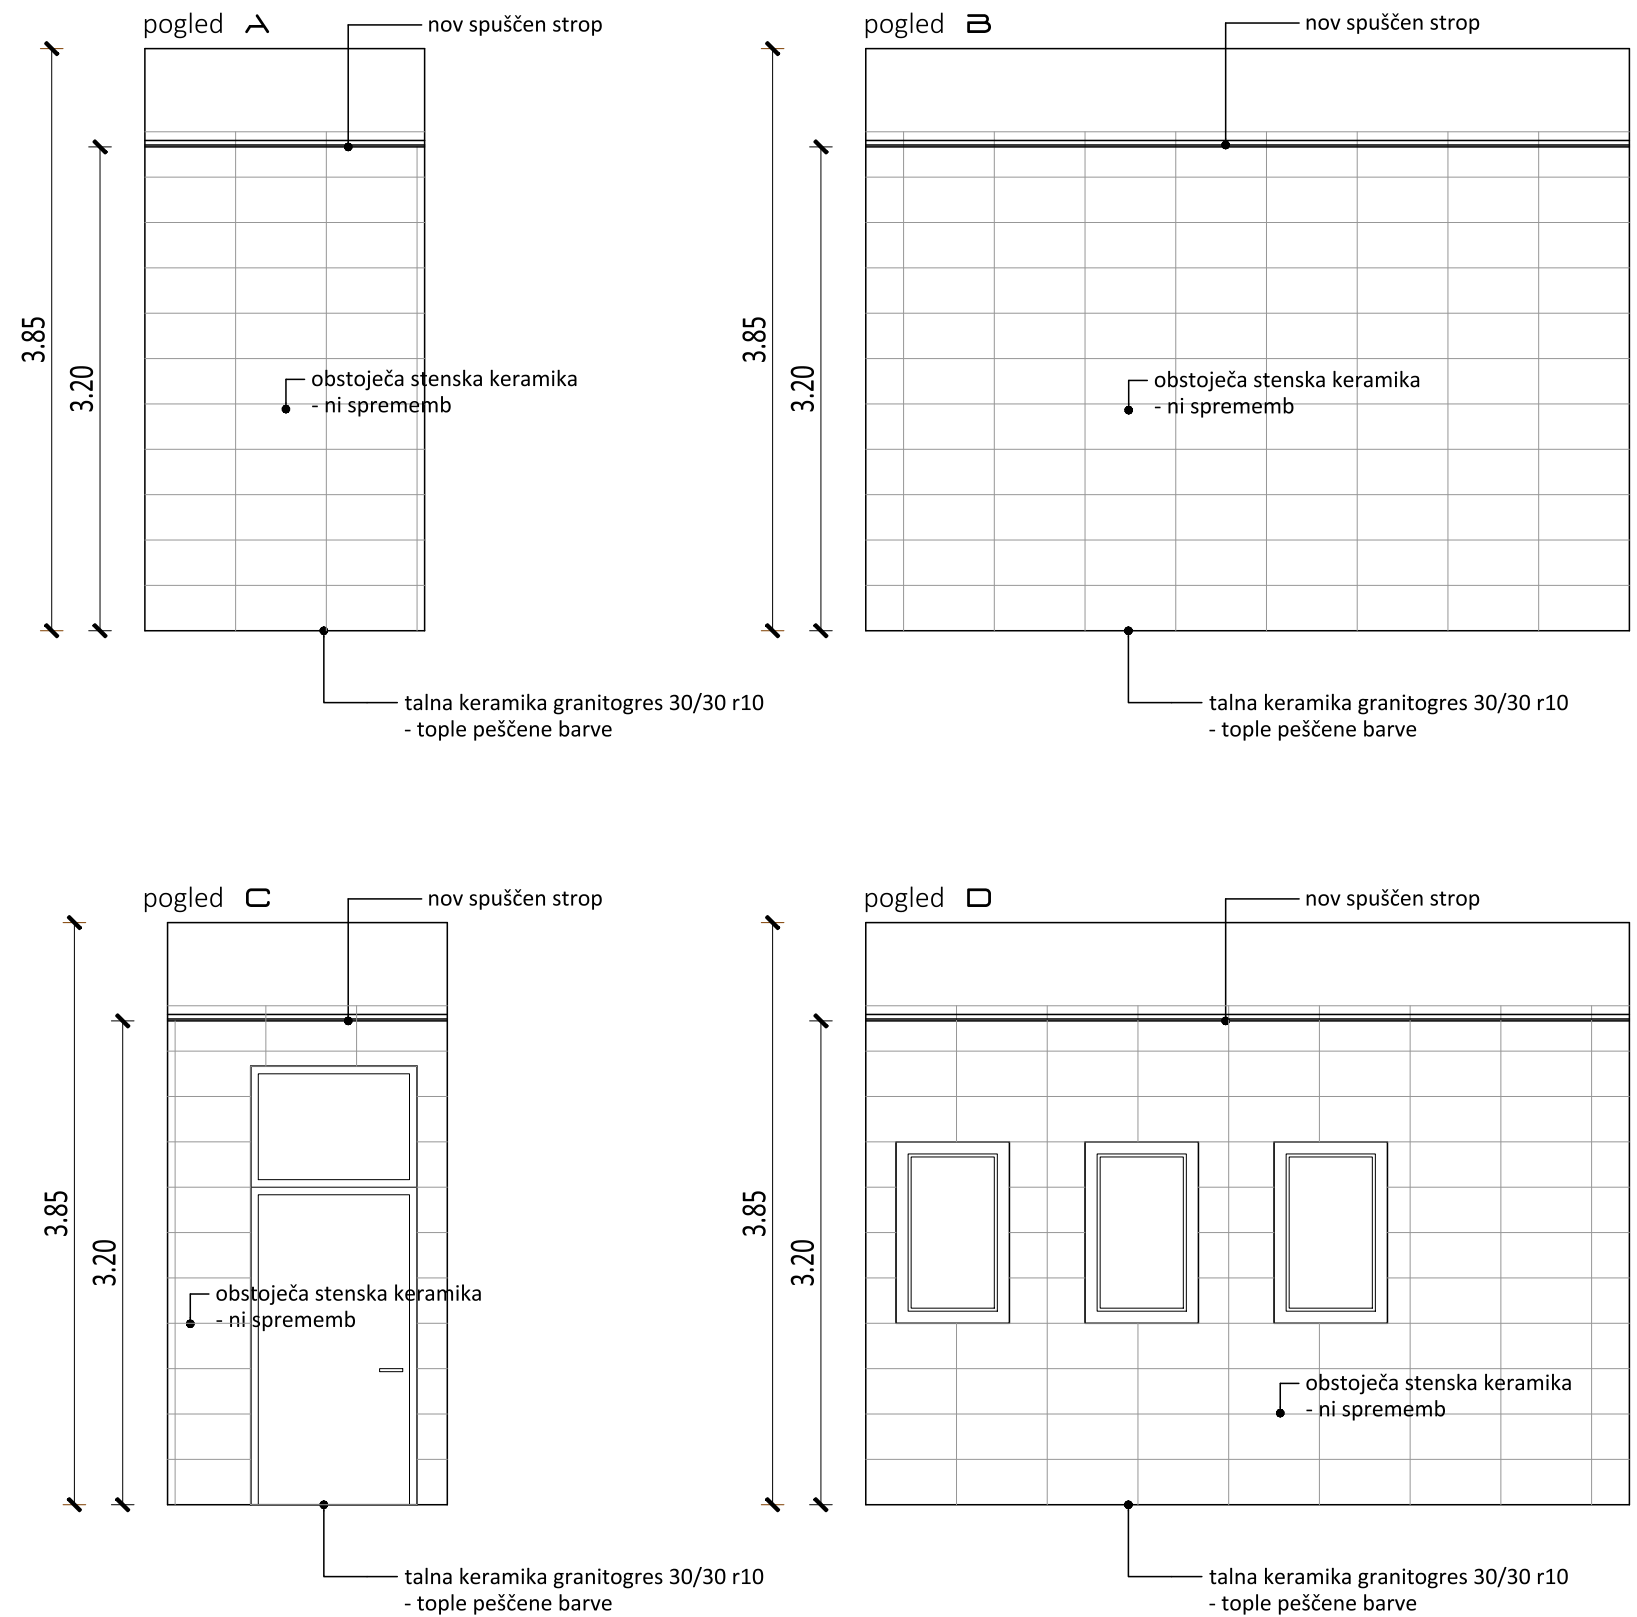 pogled A
nov spuščen strop
3.85
3.20
obstoječa stenska keramika
- ni sprememb
talna keramika granitogres 30/30 r10
- tople peščene barve
pogled B
nov spuščen strop
3.85
3.20
obstoječa stenska keramika
- ni sprememb
talna keramika granitogres 30/30 r10
- tople peščene barve
pogled C
nov spuščen strop
3.85
3.20
obstoječa stenska keramika
- ni sprememb
talna keramika granitogres 30/30 r10
- tople peščene barve
pogled D
nov spuščen strop
3.85
3.20
obstoječa stenska keramika
- ni sprememb
talna keramika granitogres 30/30 r10
- tople peščene barve